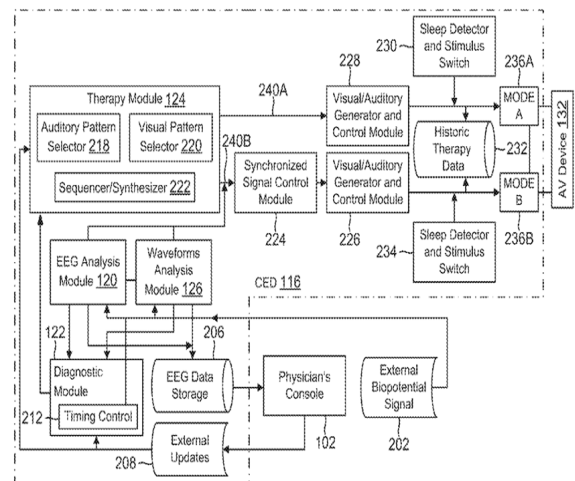 230
Sleep Detector
and Stimulus
Switch
236A
228
Therapy Module 124
Auditory Pattern
Selector 218
Visual Pattern
Selector 220
Sequencer/Synthesizer 222
240A
240B
Visual/Auditory
Generator and
Control Module
MODE
A
Historic
Therapy
Data
232
AV Device 132
Synchronized
Signal Control
Module
224
Visual/Auditory
Generator and
Control Module
226
MODE
B
236B
234
Sleep Detector
and Stimulus
Switch
EEG Analysis
Module 120
Waveforms
Analysis
Module 126
CED 116
122
206
Diagnostic
Module
212
Timing Control
EEG Data
Storage
Physician's
Console
102
External
Biopotential
Signal
202
External
Updates
208